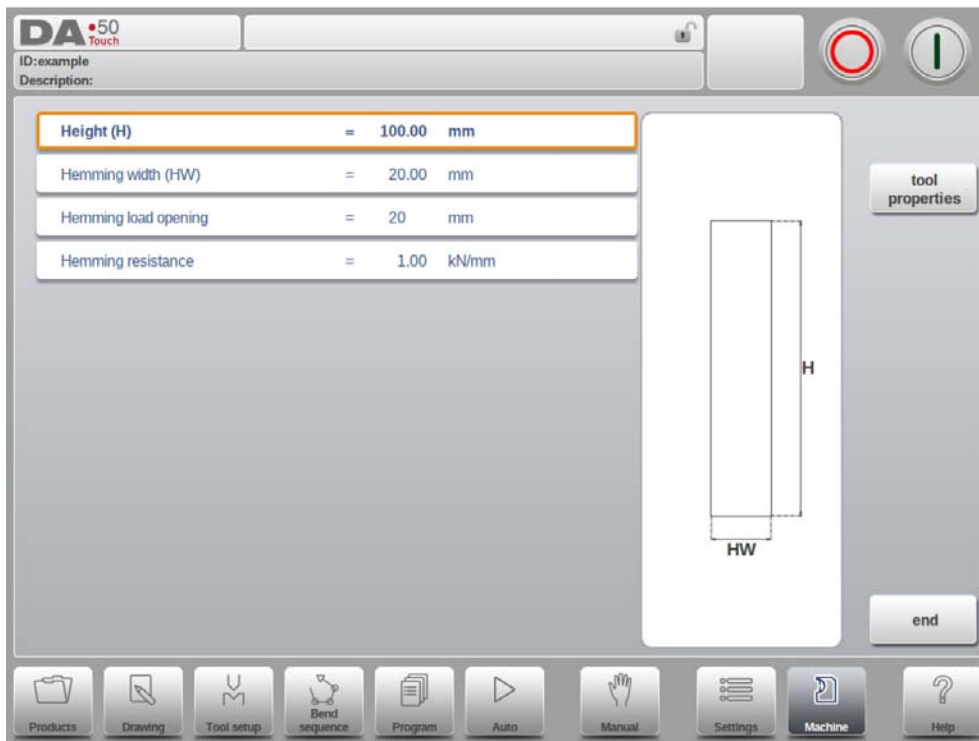 DA•50
Touch
ID:example
Description:
Height (H) = 100.00 mm
Hemming width (HW) = 20.00 mm
Hemming load opening = 20 mm
Hemming resistance = 1.00 kN/mm
H
HW
tool
properties
end
Products
Drawing
Tool setup
Bend
sequence
Program
Auto
Manual
Settings
Machine
Help